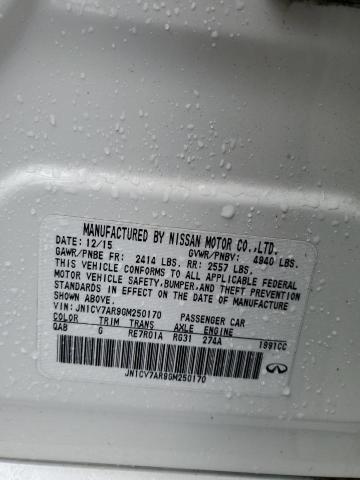 MANUFACTURED BY NISSAN MOTOR CO.,LTD.
DATE: 12/15 GVWR/PNBV: 4940 LBS.
GAWR/PNBE FR: 2414 LBS. RR: 2557 LBS.
THIS VEHICLE CONFORMS TO ALL APPLICABLE FEDERAL
MOTOR VEHICLE SAFETY,BUMPER,AND THEFT PREVENTION
STANDARDS IN EFFECT ON THE DATE OF MANUFACTURE
SHOWN ABOVE.
VIN: JN1CV7AR9GM250170 PASSENGER CAR
COLOR TRIM TRANS AXLE ENGINE
QAB G RE7R01A RG31 274A 1991CC
JN1CV7AR9GM250170
INFINITI